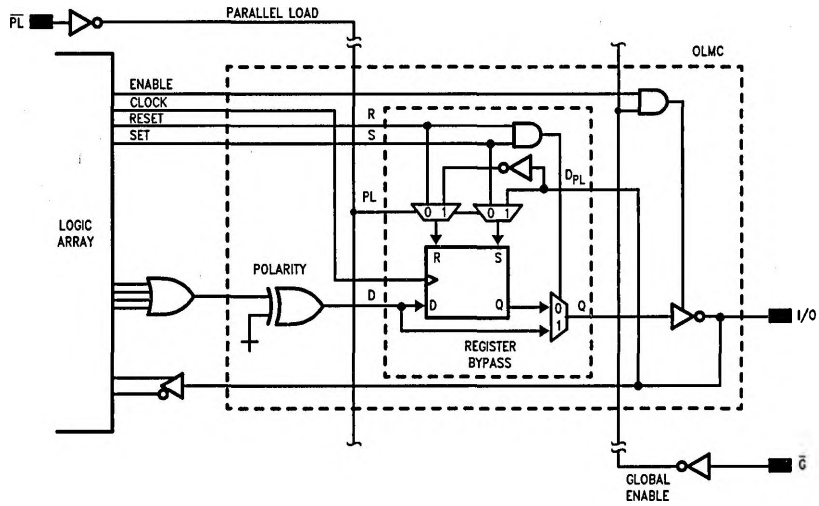 PL
PARALLEL LOAD
OLMC
ENABLE
CLOCK
RESET
R
SET
S
D_PL
PL
0 1
0 1
LOGIC
ARRAY
R
S
POLARITY
D
D
Q
0
1
Q
I/O
REGISTER
BYPASS
GLOBAL
ENABLE
G